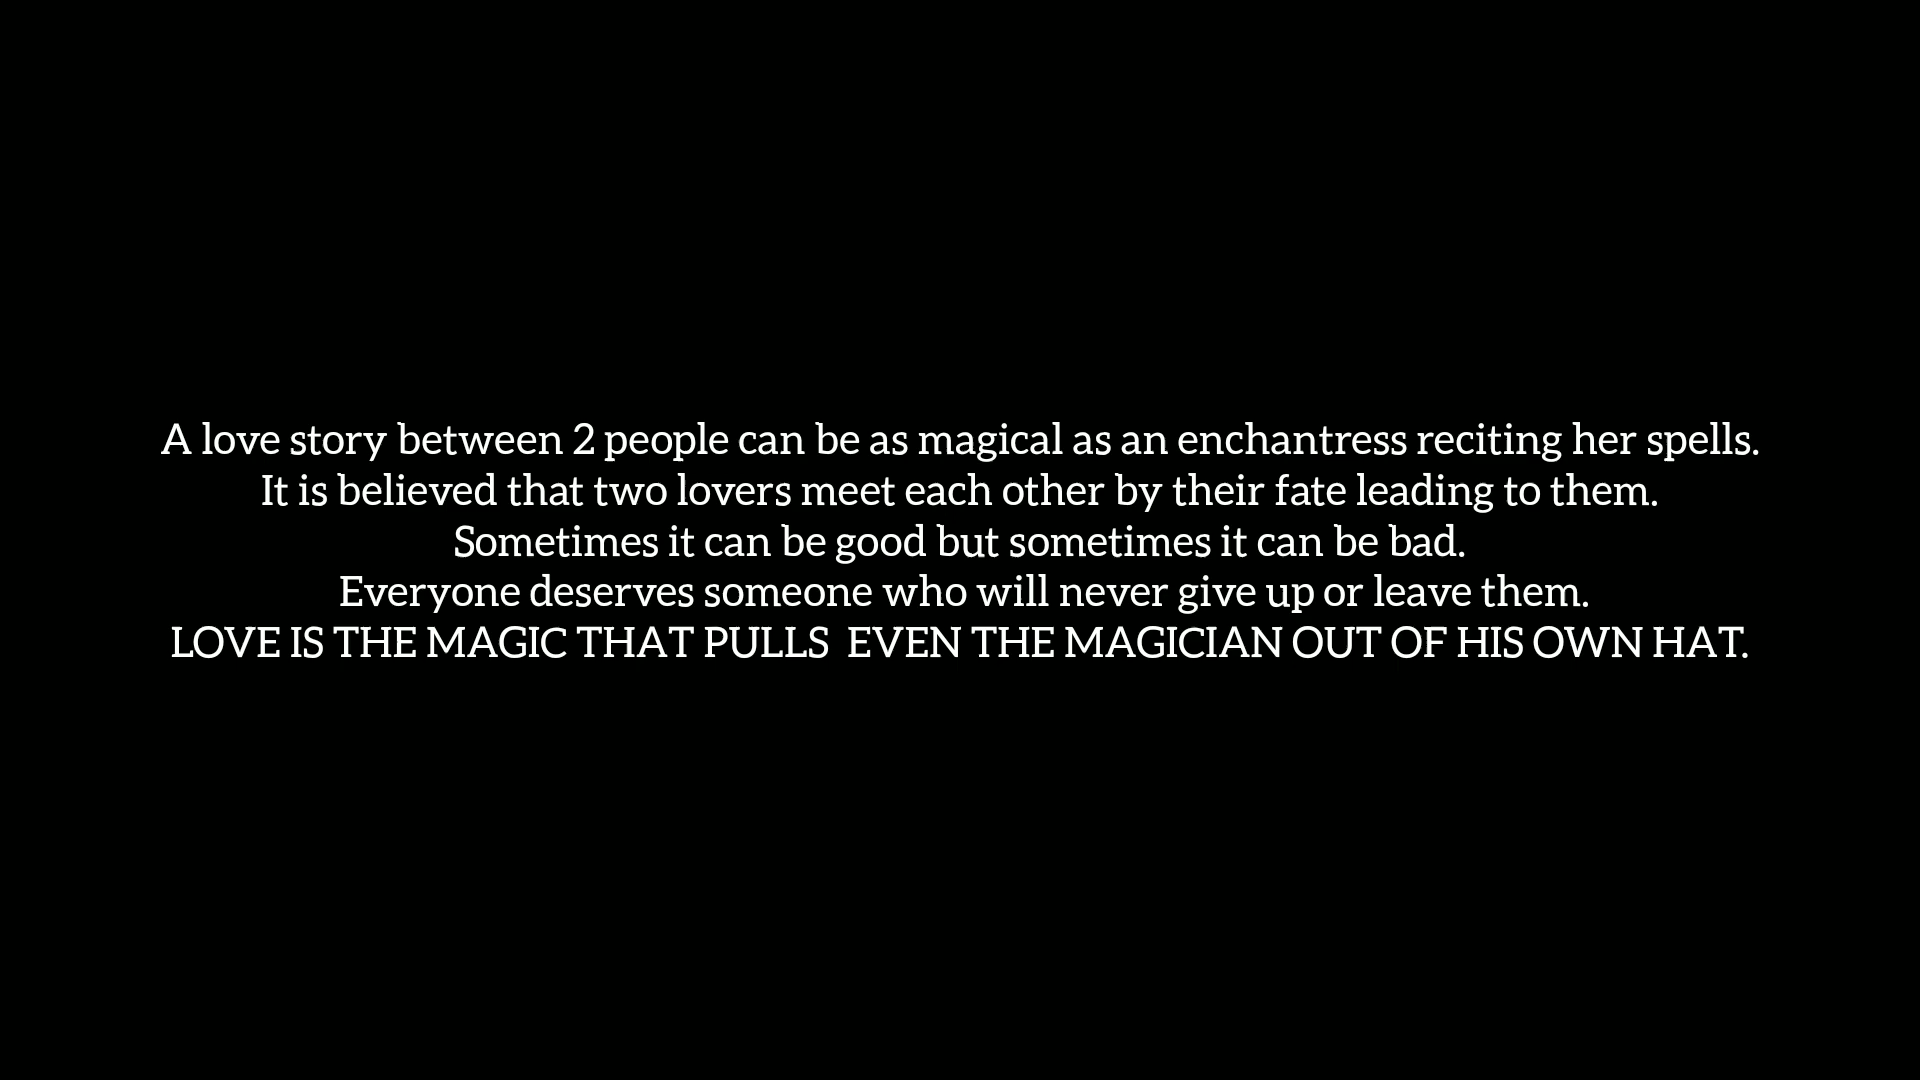 A love story between 2 people can be as magical as an enchantress reciting her spells.
It is believed that two lovers meet each other by their fate leading to them.
Sometimes it can be good but sometimes it can be bad.
Everyone deserves someone who will never give up or leave them.
LOVE IS THE MAGIC THAT PULLS  EVEN THE MAGICIAN OUT OF HIS OWN HAT.